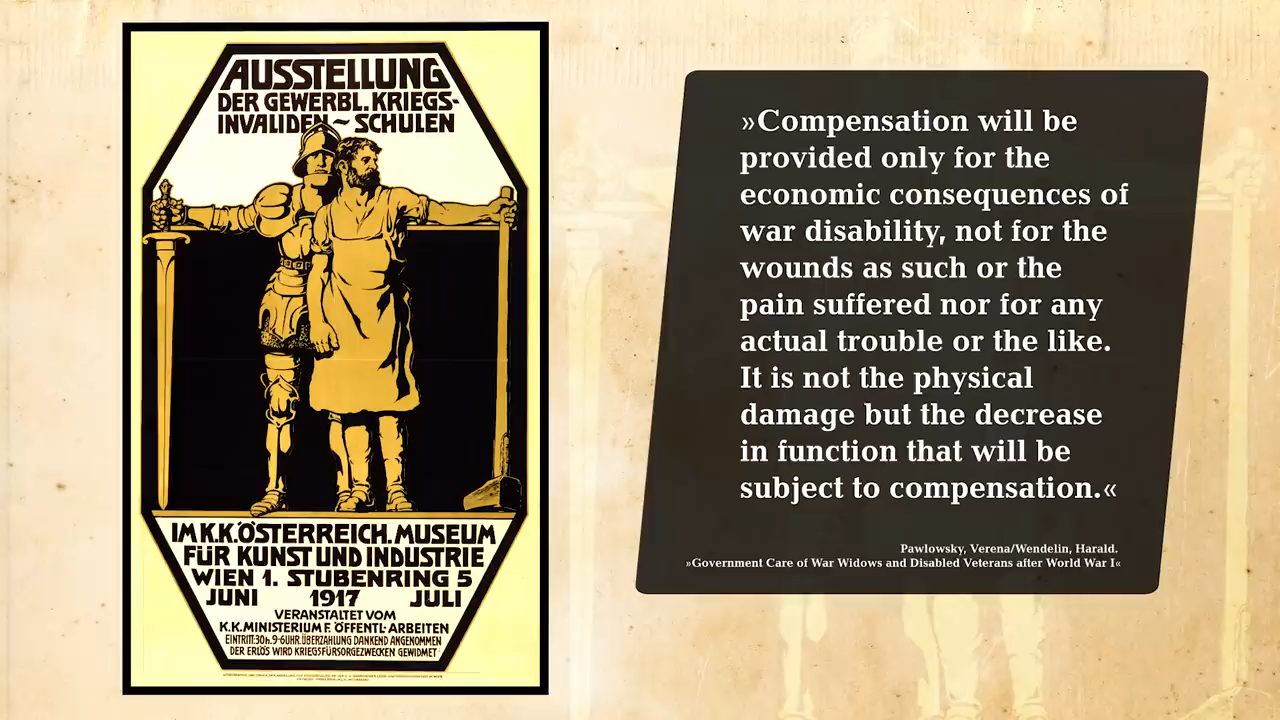 AUSSTELLUNG
DER GEWERBL. KRIEGS-
INVALIDEN ~ SCHULEN
IM K.K. ÖSTERREICH. MUSEUM
FÜR KUNST UND INDUSTRIE
WIEN 1. STUBENRING 5
JUNI 1917 JULI
VERANSTALTET VOM
K.K. MINISTERIUM F. ÖFFENTL. ARBEITEN
EINTRITT: 30 h. 9-6 UHR. ÜBERZAHLUNG DANKEND ANGENOMMEN
DER ERLÖS WIRD KRIEGSFÜRSORGEZWECKEN GEWIDMET
»Compensation will be
provided only for the
economic consequences of
war disability, not for the
wounds as such or the
pain suffered nor for any
actual trouble or the like.
It is not the physical
damage but the decrease
in function that will be
subject to compensation.«
Pawlowsky, Verena/Wendelin, Harald.
»Government Care of War Widows and Disabled Veterans after World War I«